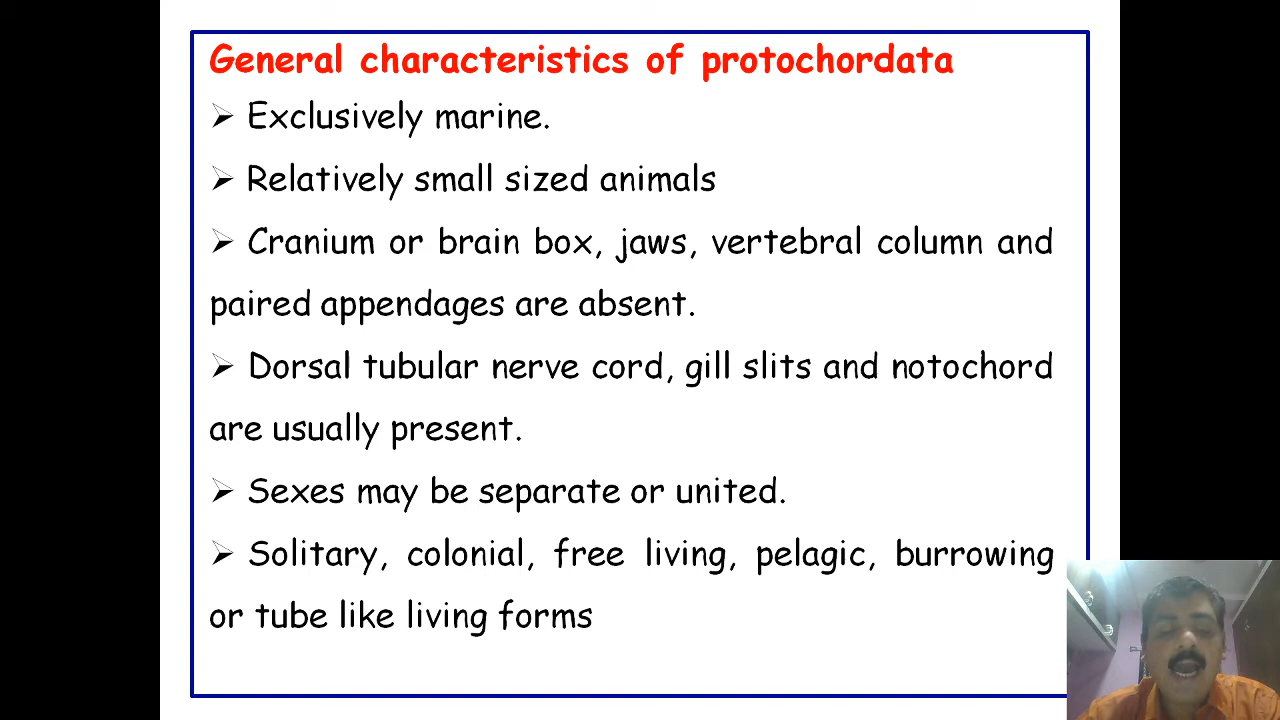 General characteristics of protochordata
➢ Exclusively marine.
➢ Relatively small sized animals
➢ Cranium or brain box, jaws, vertebral column and
paired appendages are absent.
➢ Dorsal tubular nerve cord, gill slits and notochord
are usually present.
➢ Sexes may be separate or united.
➢ Solitary, colonial, free living, pelagic, burrowing
or tube like living forms